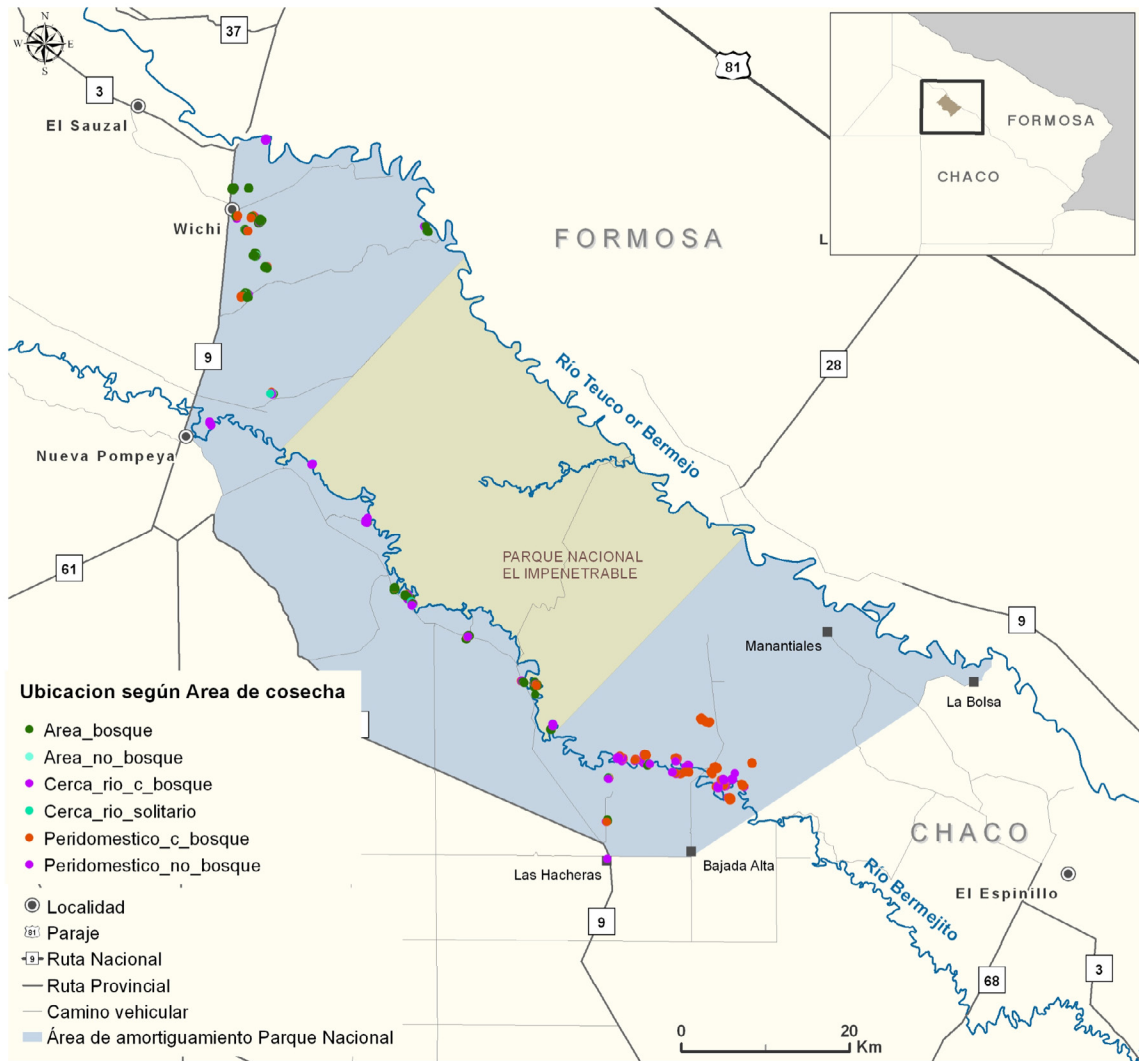 N
W E
S
37
81
3
El Sauzal
FORMOSA
CHACO
Wichi
FORMOSA
L
9
28
Río Teuco or Bermejo
Nueva Pompeya
PARQUE NACIONAL
EL IMPENETRABLE
61
9
Manantiales
La Bolsa
Ubicacion según Area de cosecha
Área_bosque
Área_no_bosque
Cerca_rio_c_bosque
Cerca_rio_solitario
Peridomestico_c_bosque
Peridomestico_no_bosque
Localidad
81 Paraje
9 Ruta Nacional
Ruta Provincial
Camino vehicular
Área de amortiguamiento Parque Nacional
CHACO
Las Hacheras
Bajada Alta
El Espinillo
Río Bermejito
9
68
3
0 20
Km